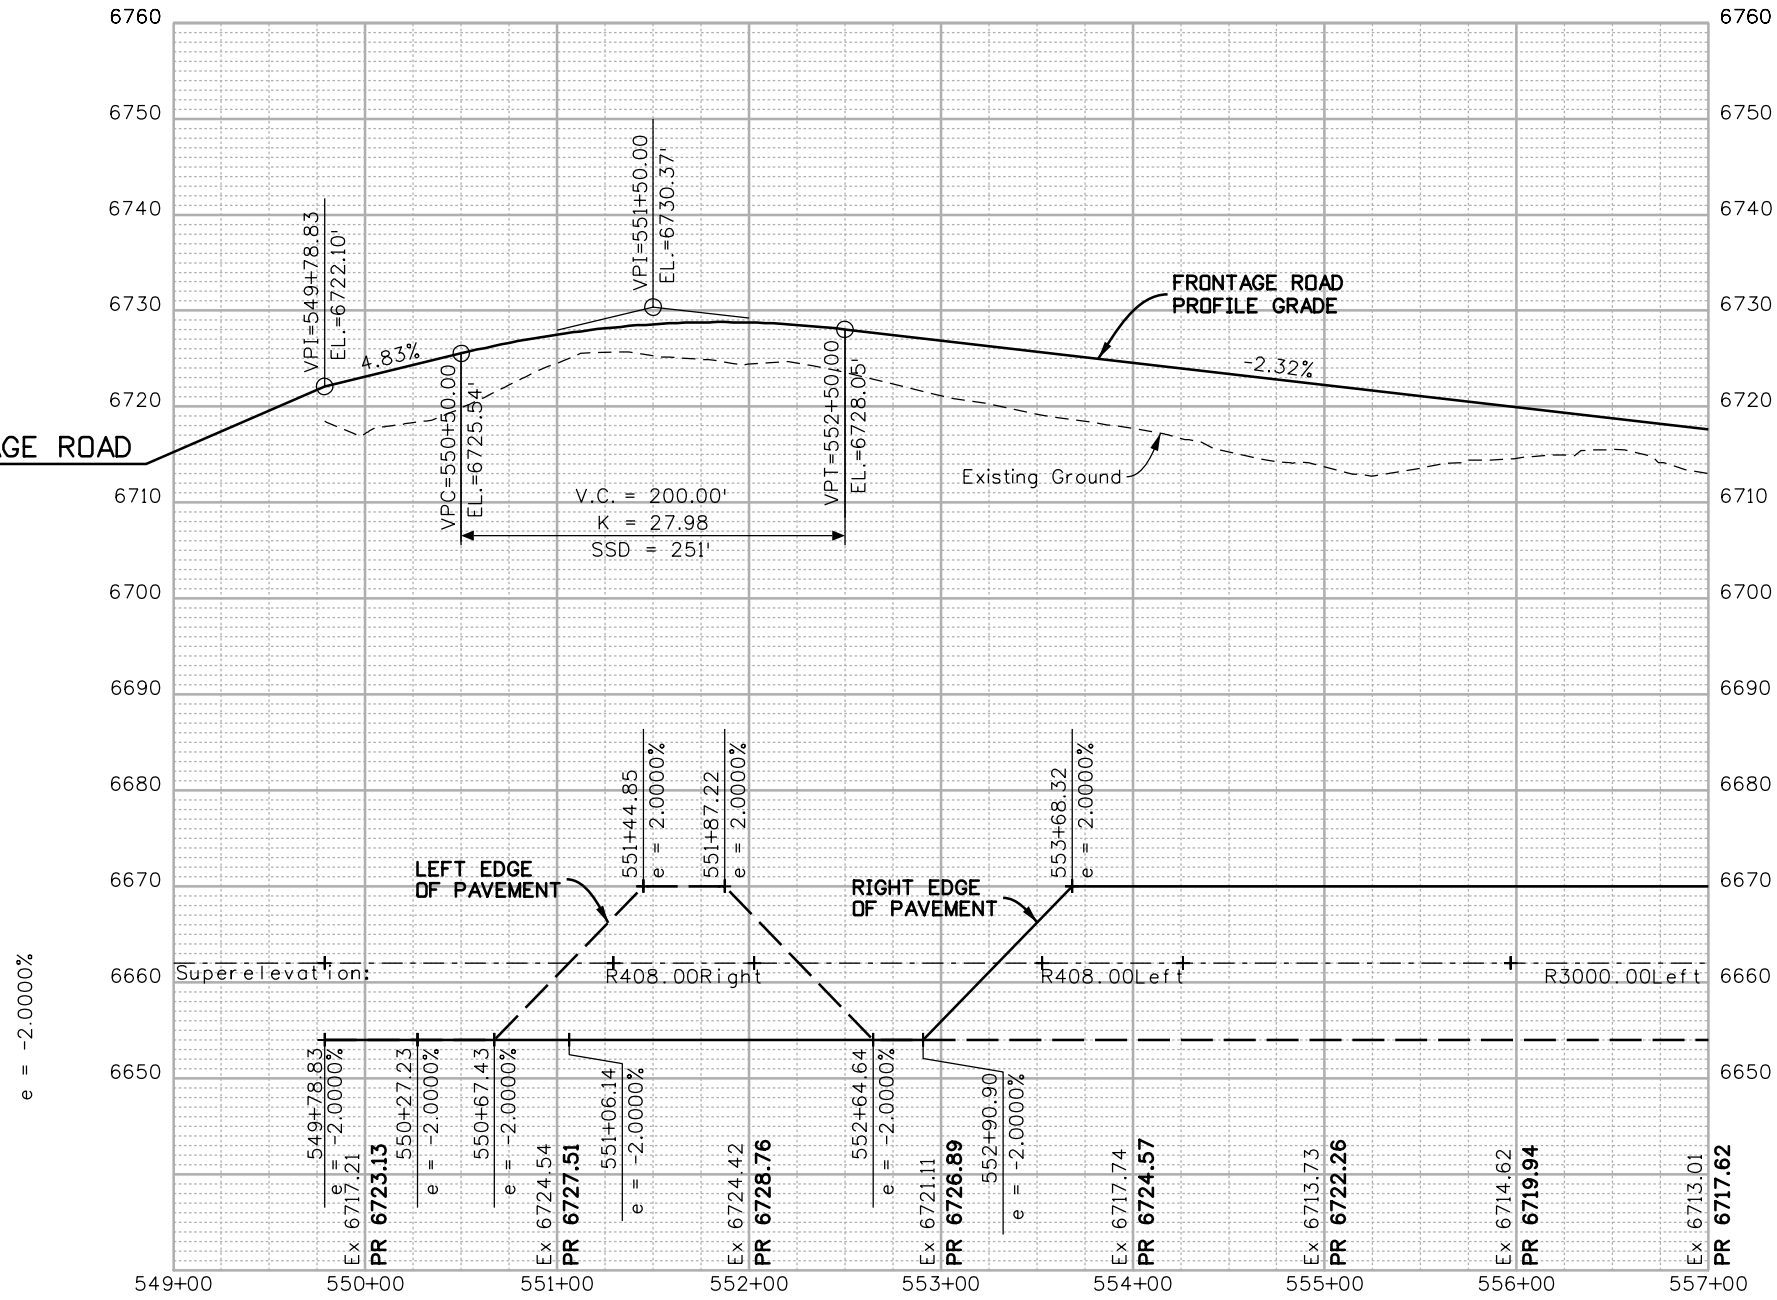 6760
6760
6750
6750
6740
6740
6730
6730
6720
6720
6710
6710
6700
6700
6690
6690
6680
6680
6670
6670
6660
6660
6650
6650
VPI=549+78.83
EL.=6722.10'
VPI=551+50.00
EL.=6730.37'
FRONTAGE ROAD
PROFILE GRADE
4.83%
-2.32%
VPC=550+50.00
EL.=6725.54'
VPT=552+50.00
EL.=6728.05'
AGE ROAD
Existing Ground
V.C. = 200.00'
K = 27.98
SSD = 251'
551+44.85
e = 2.0000%
551+87.22
e = 2.0000%
553+68.32
e = 2.0000%
LEFT EDGE
OF PAVEMENT
RIGHT EDGE
OF PAVEMENT
e = -2.0000%
Superelevation:
R408.00Right
R408.00Left
R3000.00Left
549+78.83
e = -2.0000%
550+27.23
e = -2.0000%
550+67.43
e = -2.0000%
551+06.14
e = -2.0000%
552+64.64
e = -2.0000%
552+90.90
e = -2.0000%
Ex 6717.21
PR 6723.13
Ex 6724.54
PR 6727.51
Ex 6724.42
PR 6728.76
Ex 6721.11
PR 6726.89
Ex 6717.74
PR 6724.57
Ex 6713.73
PR 6722.26
Ex 6714.62
PR 6719.94
Ex 6713.01
PR 6717.62
549+00
550+00
551+00
552+00
553+00
554+00
555+00
556+00
557+00